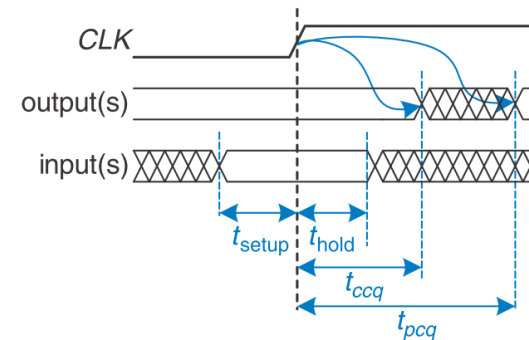 CLK
output(s)
input(s)
tsetup thold
tccq
tpcq